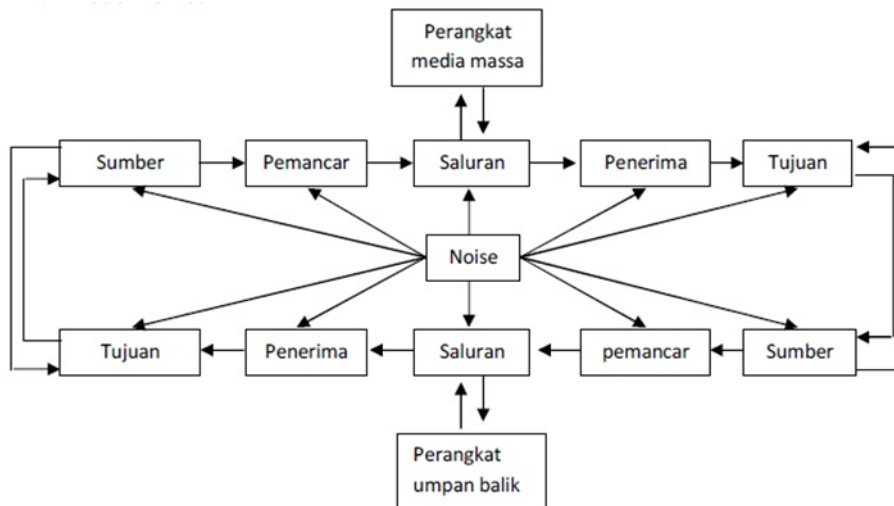 Perangkat
media massa
Sumber
Pemancar
Saluran
Penerima
Tujuan
Noise
Tujuan
Penerima
Saluran
pemancar
Sumber
Perangkat
umpan balik